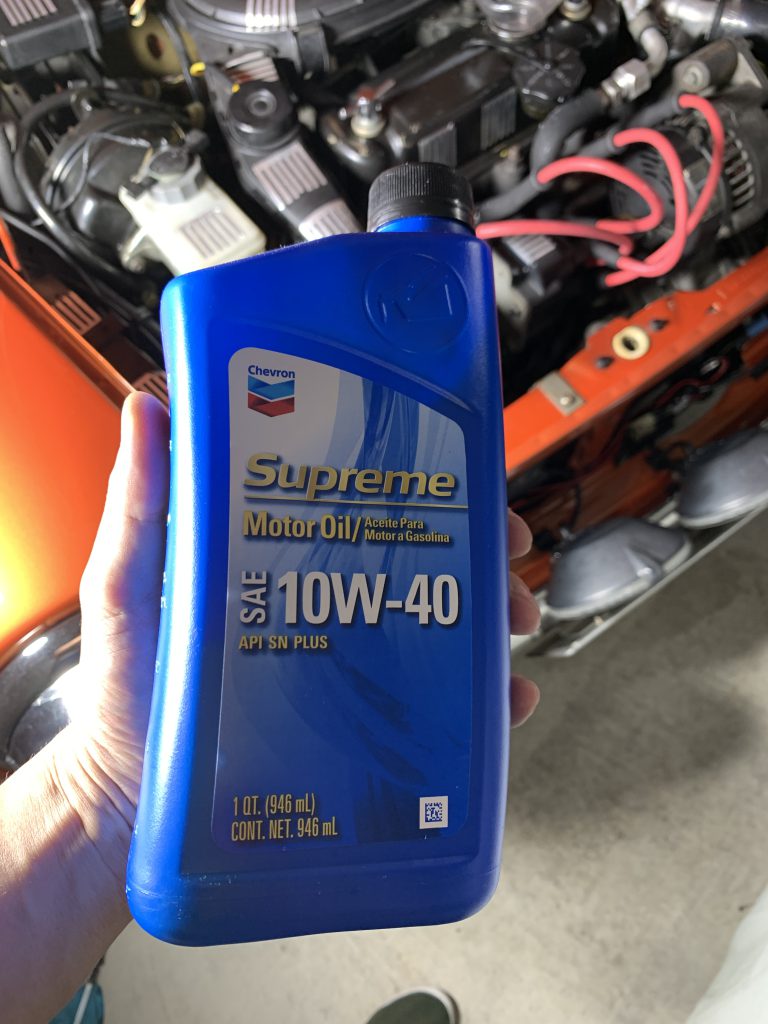 Chevron
Supreme
Motor Oil/ Aceite Para
Motor a Gasolina
SAE 10W-40
API SN PLUS
1 QT. (946 mL)
CONT. NET. 946 mL